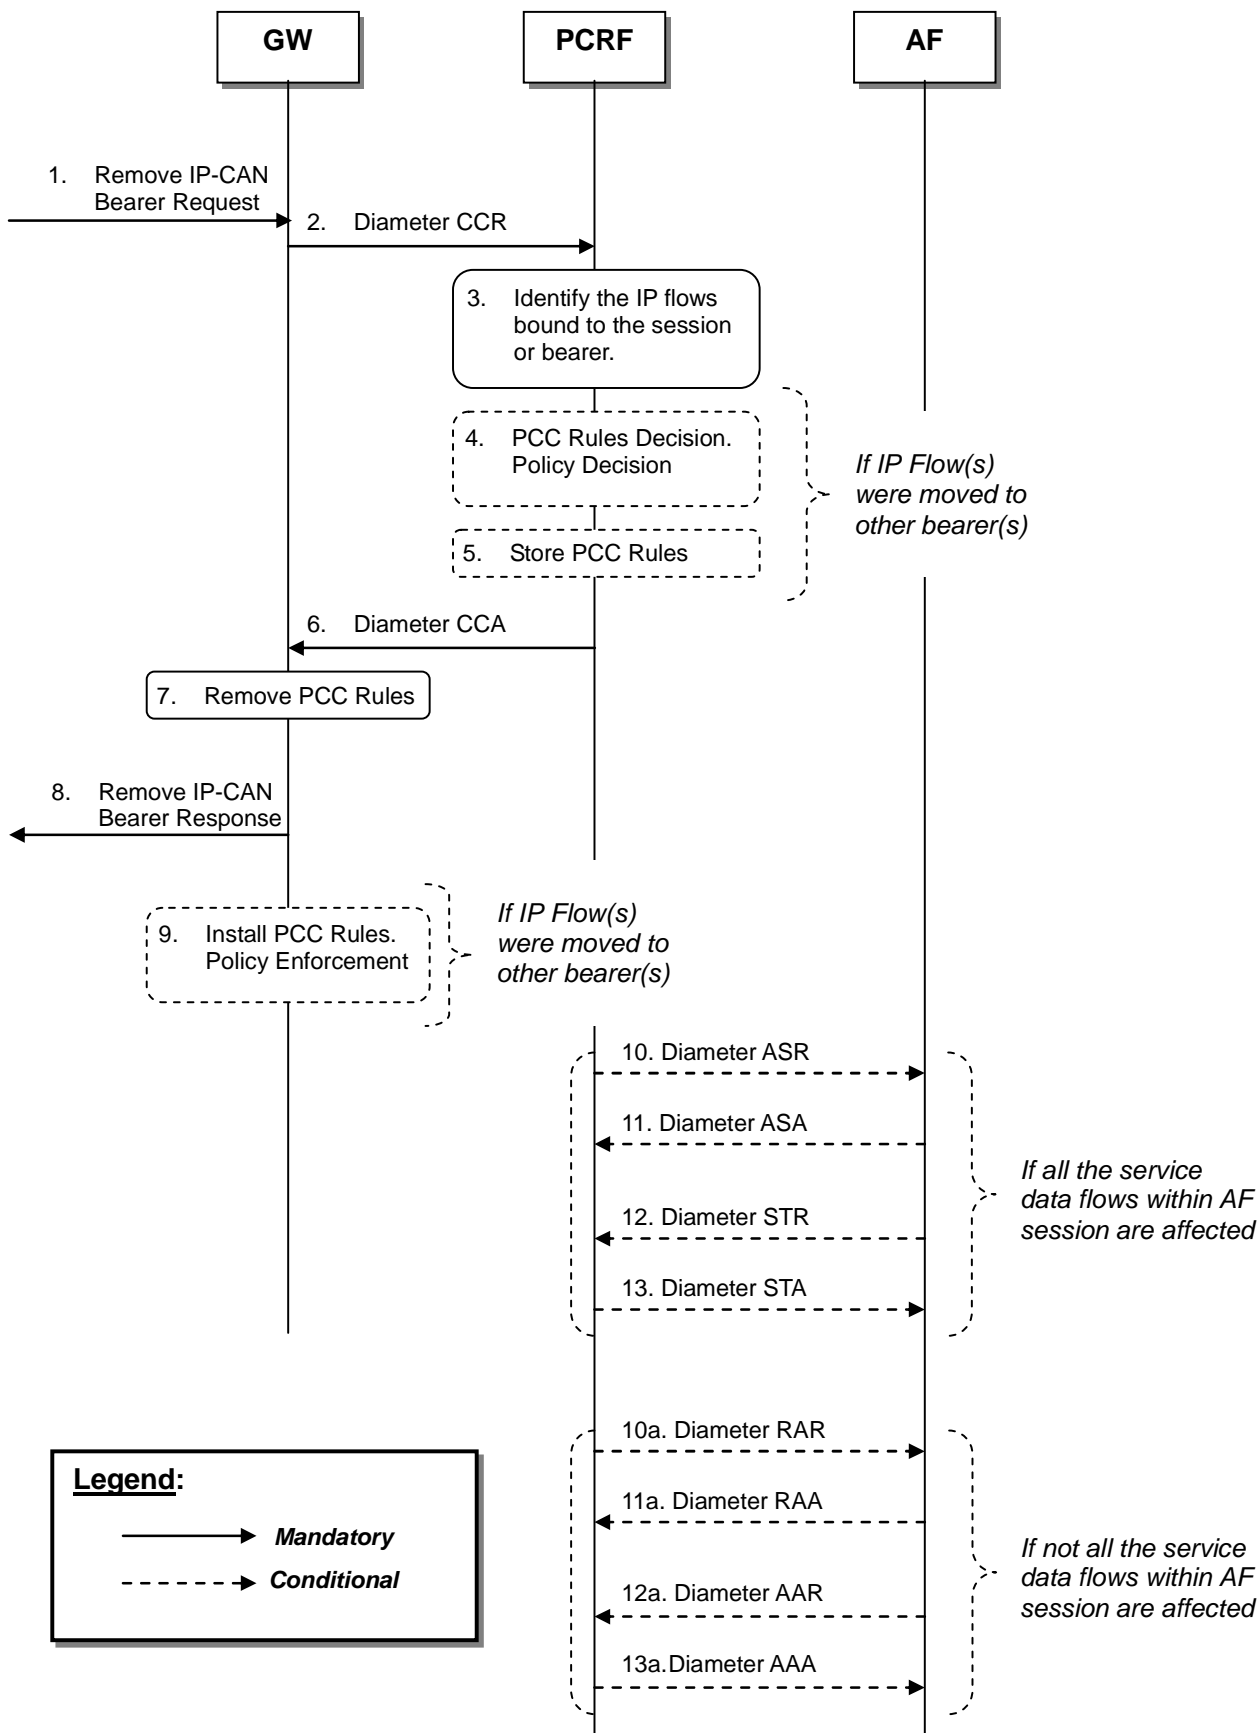 GW
PCRF
AF
1. Remove IP-CAN
Bearer Request
2. Diameter CCR
3. Identify the IP flows
bound to the session
or bearer.
4. PCC Rules Decision.
Policy Decision
If IP Flow(s)
were moved to
other bearer(s)
5. Store PCC Rules
6. Diameter CCA
7. Remove PCC Rules
8. Remove IP-CAN
Bearer Response
9. Install PCC Rules.
Policy Enforcement
If IP Flow(s)
were moved to
other bearer(s)
10. Diameter ASR
11. Diameter ASA
12. Diameter STR
13. Diameter STA
If all the service
data flows within AF
session are affected
10a. Diameter RAR
11a. Diameter RAA
12a. Diameter AAR
13a.Diameter AAA
If not all the service
data flows within AF
session are affected
Legend:
Mandatory
Conditional